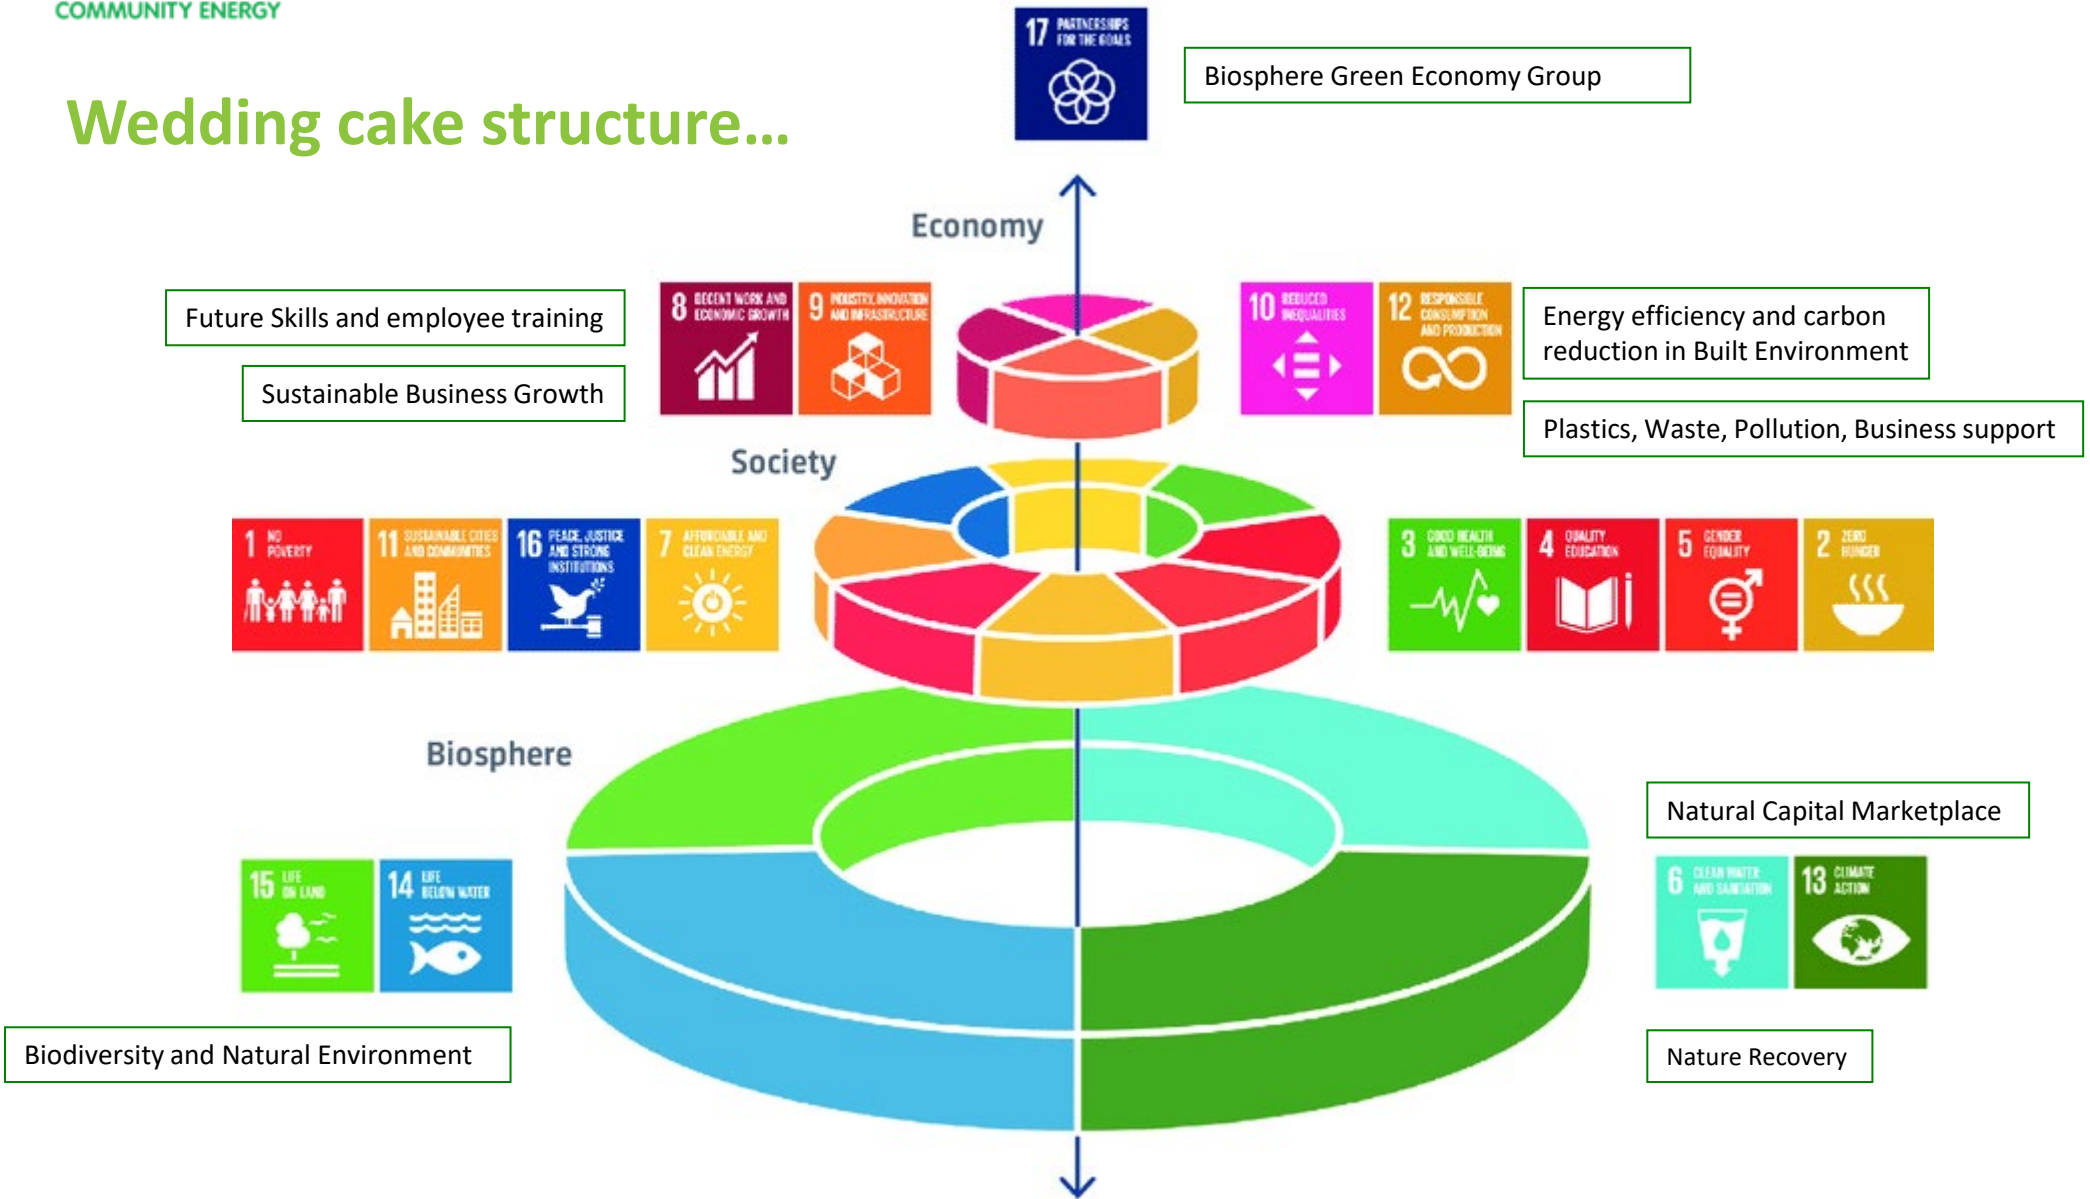 COMMUNITY ENERGY
17 PARTNERSHIPS
FOR THE GOALS
Biosphere Green Economy Group
Wedding cake structure...
Economy
Future Skills and employee training
Sustainable Business Growth
8 DECENT WORK AND
ECONOMIC GROWTH
9 INDUSTRY, INNOVATION
AND INFRASTRUCTURE
10 REDUCED
INEQUALITIES
12 RESPONSIBLE
CONSUMPTION
AND PRODUCTION
Energy efficiency and carbon
reduction in Built Environment
Plastics, Waste, Pollution, Business support
Society
1 NO
POVERTY
11 SUSTAINABLE CITIES
AND COMMUNITIES
16 PEACE, JUSTICE
AND STRONG
INSTITUTIONS
7 AFFORDABLE AND
CLEAN ENERGY
3 GOOD HEALTH
AND WELL-BEING
4 QUALITY
EDUCATION
5 GENDER
EQUALITY
2 ZERO
HUNGER
Biosphere
Natural Capital Marketplace
15 LIFE
ON LAND
14 LIFE
BELOW WATER
6 CLEAN WATER
AND SANITATION
13 CLIMATE
ACTION
Biodiversity and Natural Environment
Nature Recovery